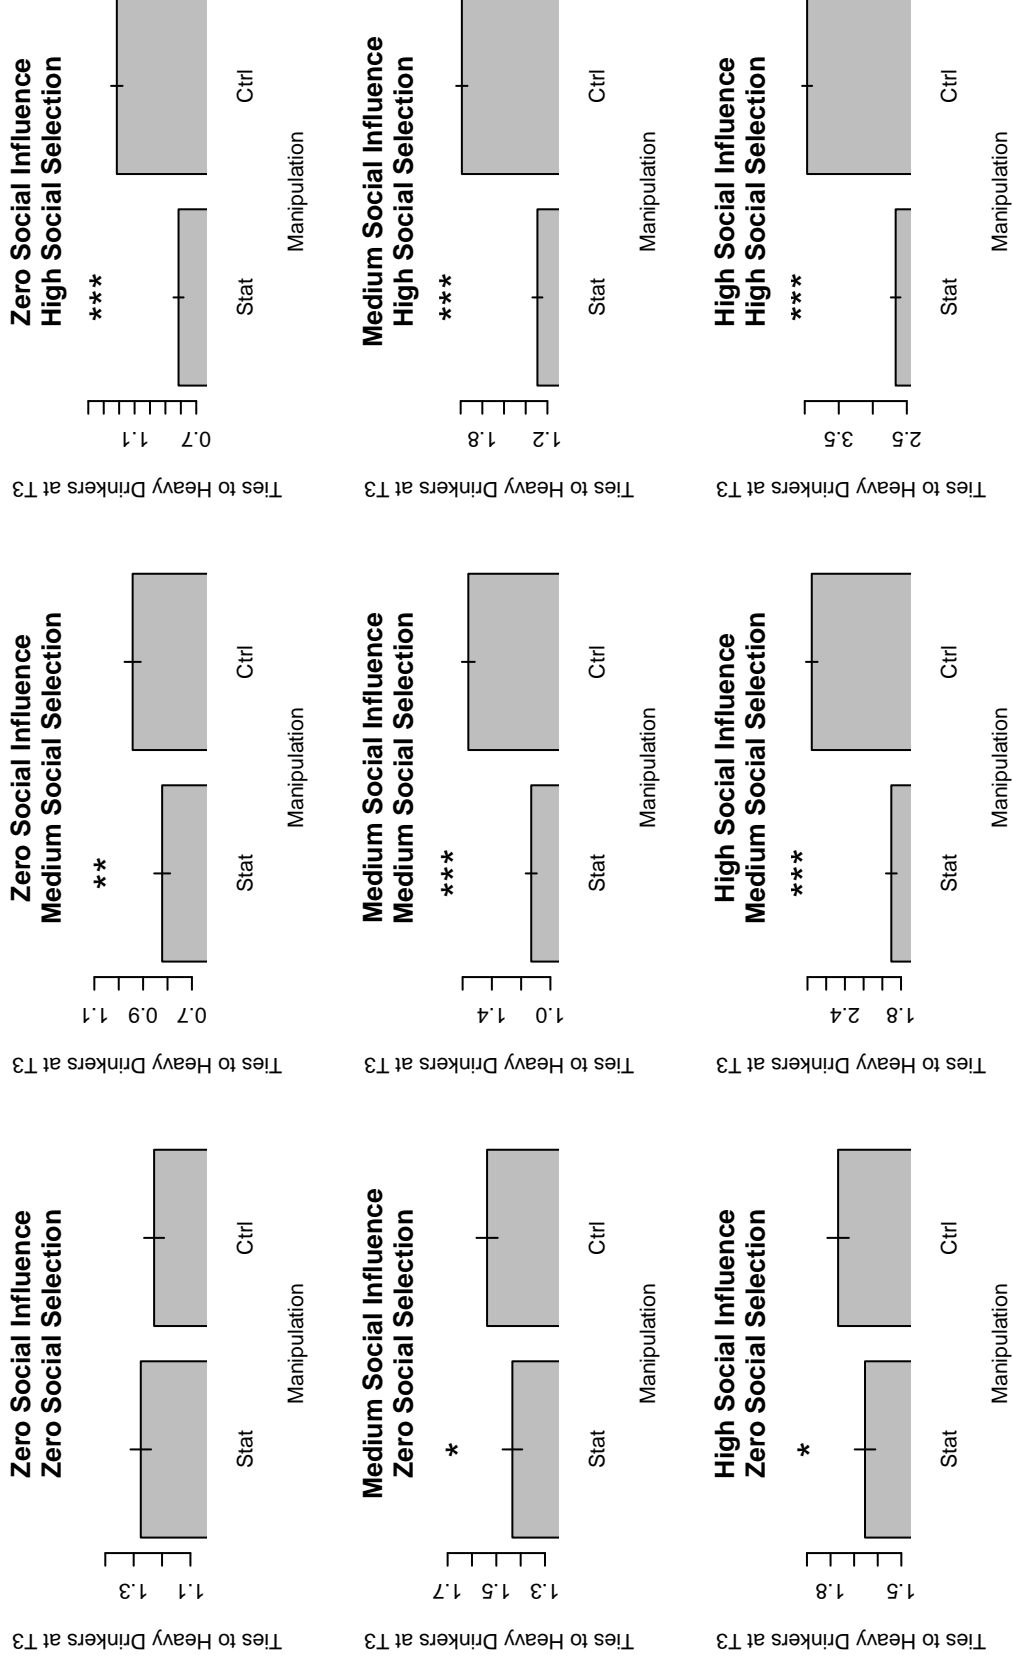 Zero Social Influence
Zero Social Selection
Ties to Heavy Drinkers at T3
1.3
1.1
Stat
Ctrl
Manipulation
Zero Social Influence
Medium Social Selection
**
Ties to Heavy Drinkers at T3
1.1
0.9
0.7
Stat
Ctrl
Manipulation
Zero Social Influence
High Social Selection
***
Ties to Heavy Drinkers at T3
1.1
0.7
Stat
Ctrl
Manipulation
Medium Social Influence
Zero Social Selection
*
Ties to Heavy Drinkers at T3
1.7
1.5
1.3
Stat
Ctrl
Manipulation
Medium Social Influence
Medium Social Selection
***
Ties to Heavy Drinkers at T3
1.4
1.0
Stat
Ctrl
Manipulation
Medium Social Influence
High Social Selection
***
Ties to Heavy Drinkers at T3
1.8
1.2
Stat
Ctrl
Manipulation
High Social Influence
Zero Social Selection
*
Ties to Heavy Drinkers at T3
1.8
1.5
Stat
Ctrl
Manipulation
High Social Influence
Medium Social Selection
***
Ties to Heavy Drinkers at T3
2.4
1.8
Stat
Ctrl
Manipulation
High Social Influence
High Social Selection
***
Ties to Heavy Drinkers at T3
3.5
2.5
Stat
Ctrl
Manipulation